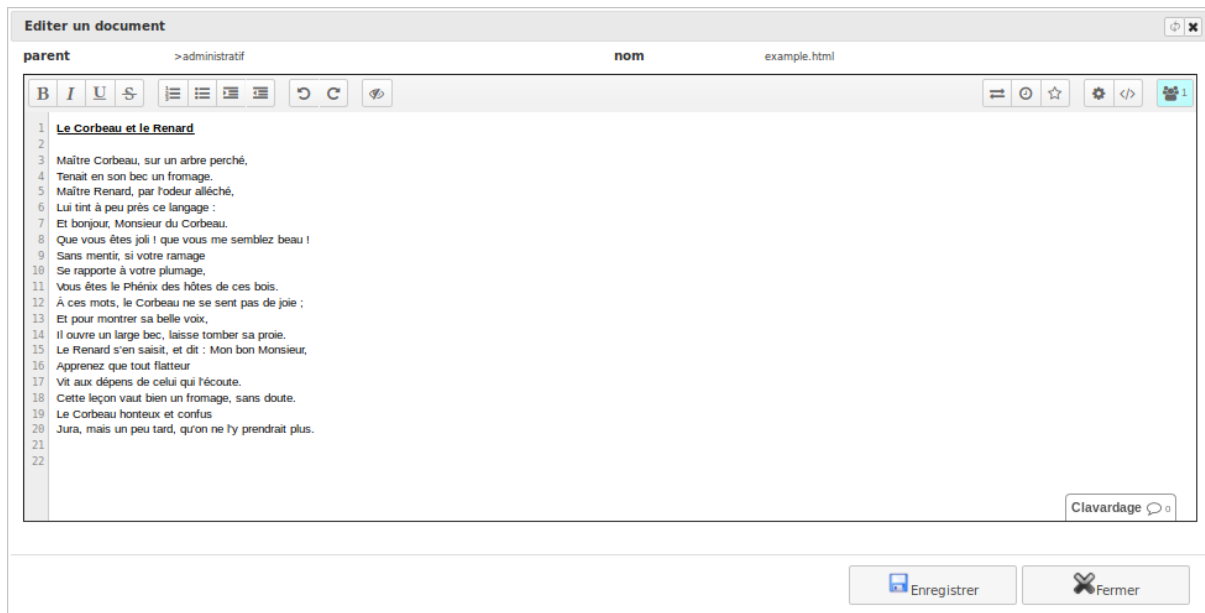 Editer un document
parent >administratif nom example.html
B I U S 1
1 Le Corbeau et le Renard
2
3 Maître Corbeau, sur un arbre perché,
4 Tenait en son bec un fromage.
5 Maître Renard, par l'odeur alléché,
6 Lui tint à peu près ce langage :
7 Et bonjour, Monsieur du Corbeau.
8 Que vous êtes joli ! que vous me semblez beau !
9 Sans mentir, si votre ramage
10 Se rapporte à votre plumage,
11 Vous êtes le Phénix des hôtes de ces bois.
12 À ces mots, le Corbeau ne se sent pas de joie ;
13 Et pour montrer sa belle voix,
14 Il ouvre un large bec, laisse tomber sa proie.
15 Le Renard s'en saisit, et dit : Mon bon Monsieur,
16 Apprenez que tout flatteur
17 Vit aux dépens de celui qui l'écoute.
18 Cette leçon vaut bien un fromage, sans doute.
19 Le Corbeau honteux et confus
20 Jura, mais un peu tard, qu'on ne l'y prendrait plus.
21
22
Clavardage 0
Enregistrer Fermer